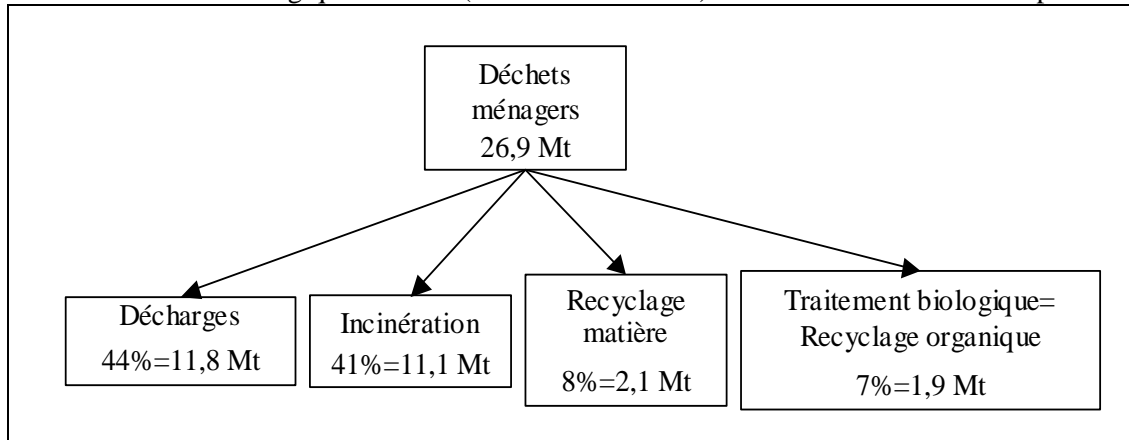 Déchets
ménagers
26,9 Mt
Décharges
44%=11,8 Mt
Incinération
41%=11,1 Mt
Recyclage
matière
8%=2,1 Mt
Traitement biologique=
Recyclage organique
7%=1,9 Mt